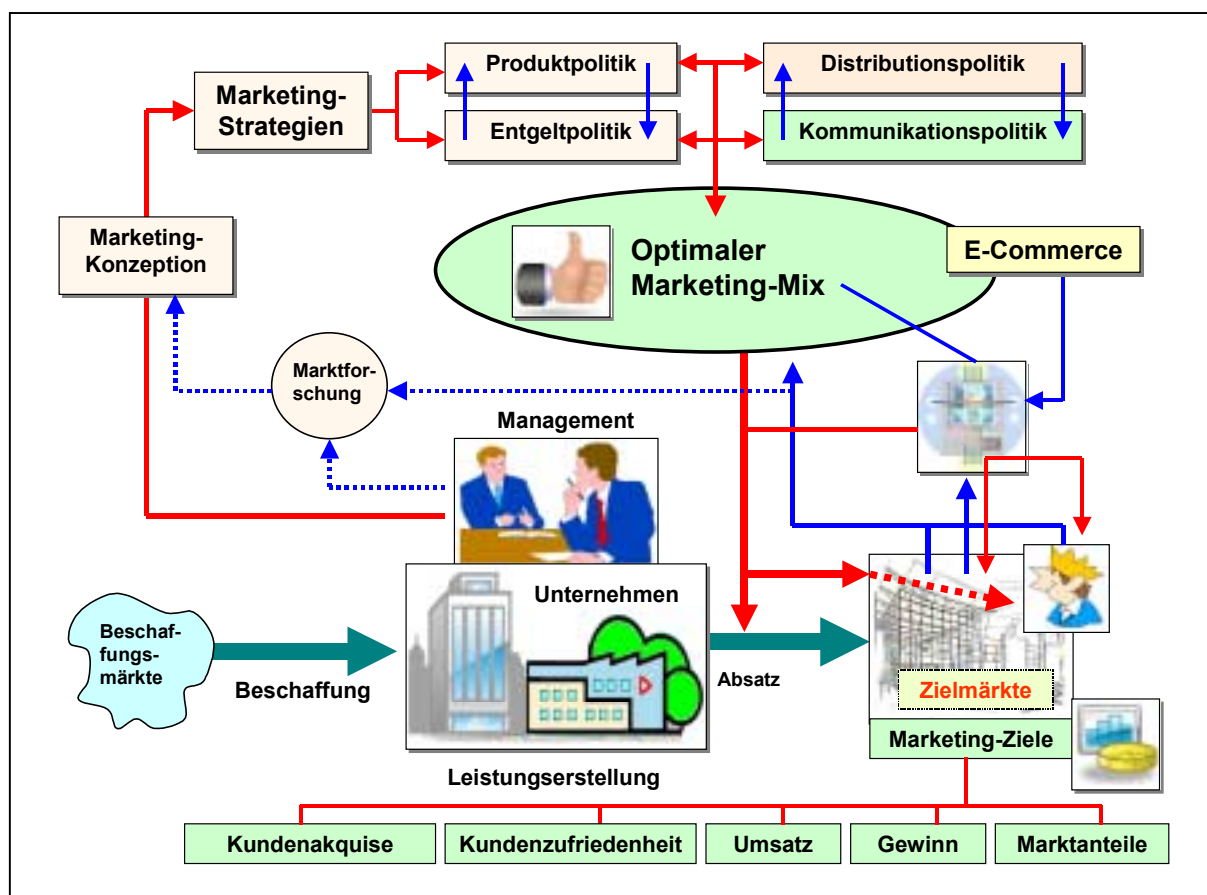 Produktpolitik
Distributionspolitik
Marketing-
Strategien
Entgeltpolitik
Kommunikationspolitik
Marketing-
Konzeption
Optimaler
Marketing-Mix
E-Commerce
Marktfor-
schung
Management
Unternehmen
Beschaf-
fungs-
märkte
Beschaffung
Absatz
Zielmärkte
Marketing-Ziele
Leistungserstellung
Kundenakquise
Kundenzufriedenheit
Umsatz
Gewinn
Marktanteile